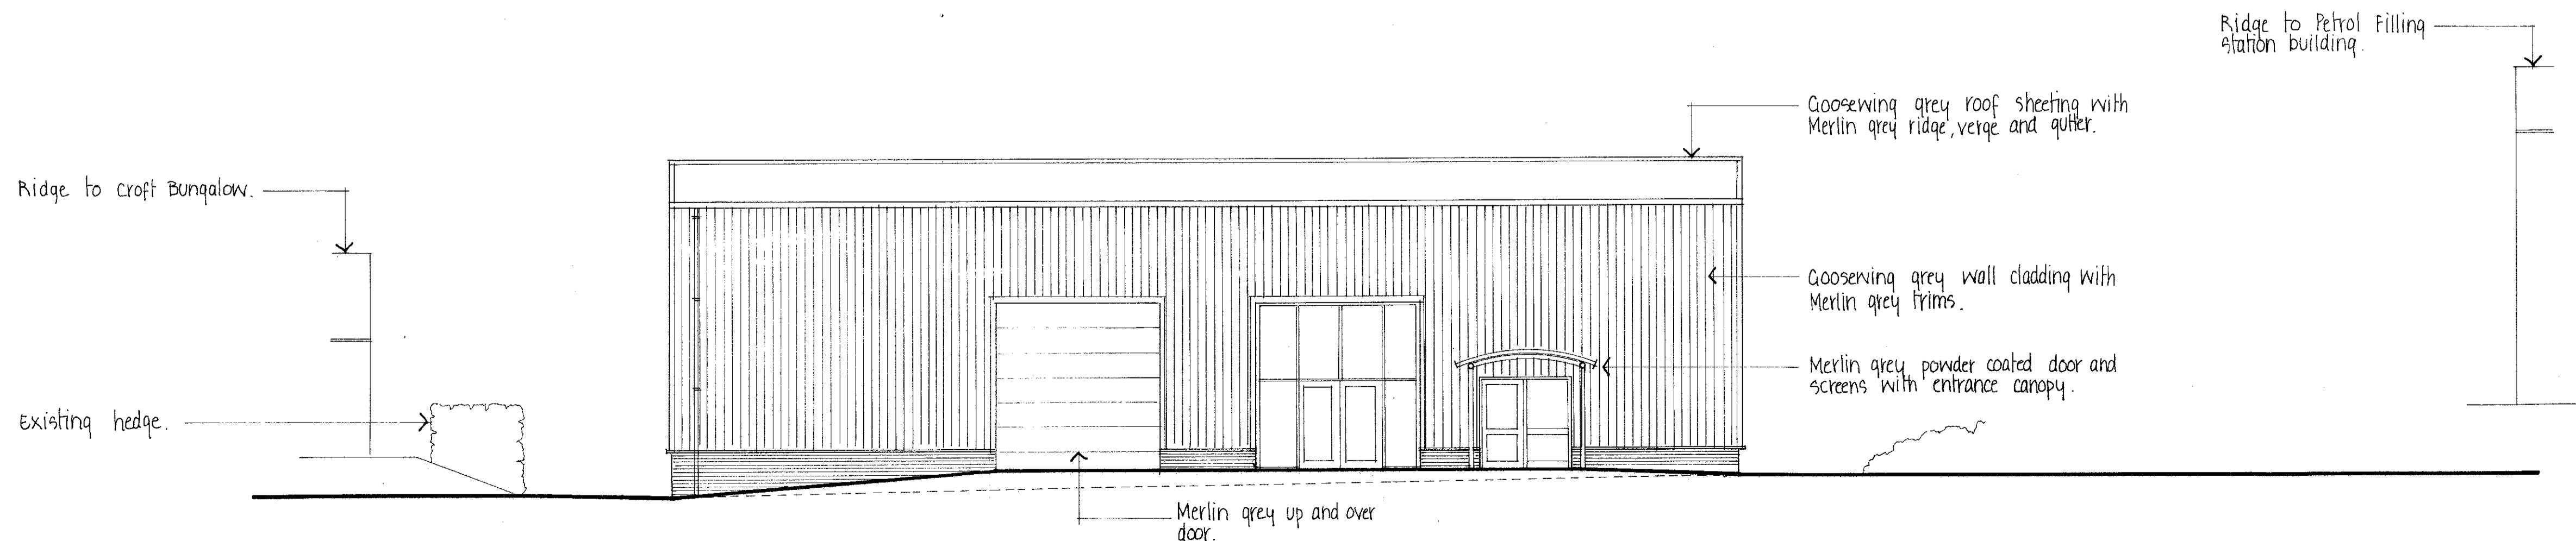 Ridge to Petrol Filling
station building.
Goosewing grey roof sheeting with
Merlin grey ridge, verge and gutter.
Ridge to Croft Bungalow.
Goosewing grey wall cladding with
Merlin grey trims.
Merlin grey powder coated door and
screens with entrance canopy.
Existing hedge.
Merlin grey up and over
door.